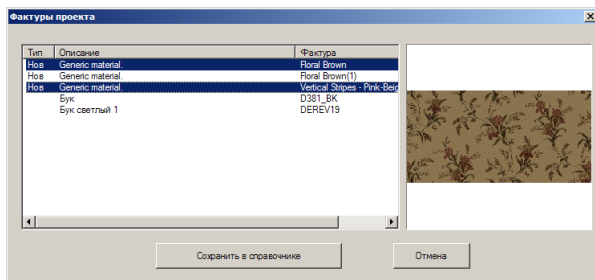 Фактуры проекта
Тип Описание Фактура
Нов Generic material. Floral Brown
Нов Generic material. Floral Brown(1)
Нов Generic material. Vertical Stripes - Pink-Beig
Бук D381_BK
Бук светлый 1 DEREV19
Сохранить в справочнике Отмена